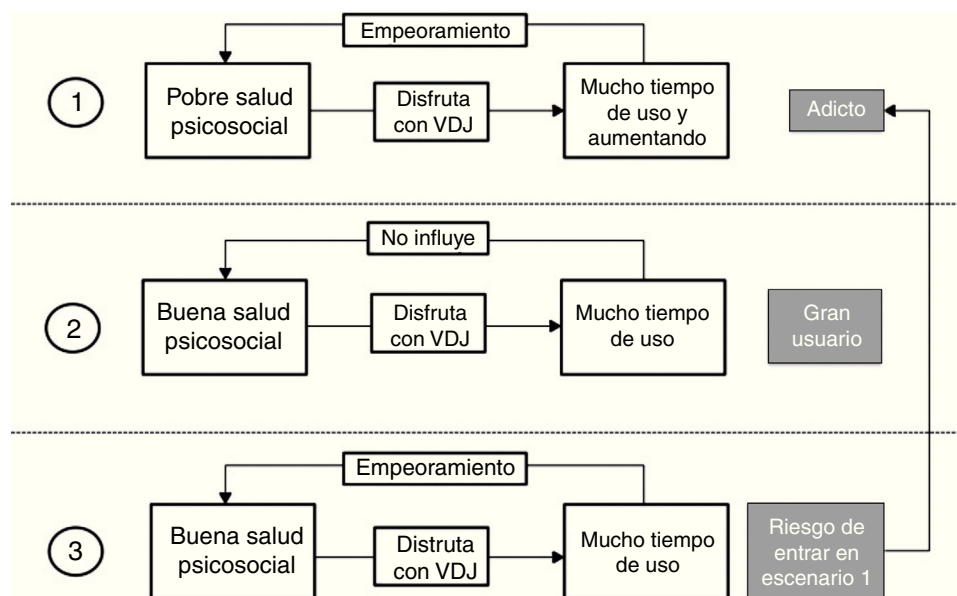 Empeoramiento
1
Pobre salud
psicosocial
Disfruta
con VDJ
Mucho tiempo
de uso y
aumentando
Adicto
No influye
2
Buena salud
psicosocial
Disfruta
con VDJ
Mucho tiempo
de uso
Gran
usuario
Empeoramiento
3
Buena salud
psicosocial
Distruta
con VDJ
Mucho tiempo
de uso
Riesgo de
entrar en
escenario 1